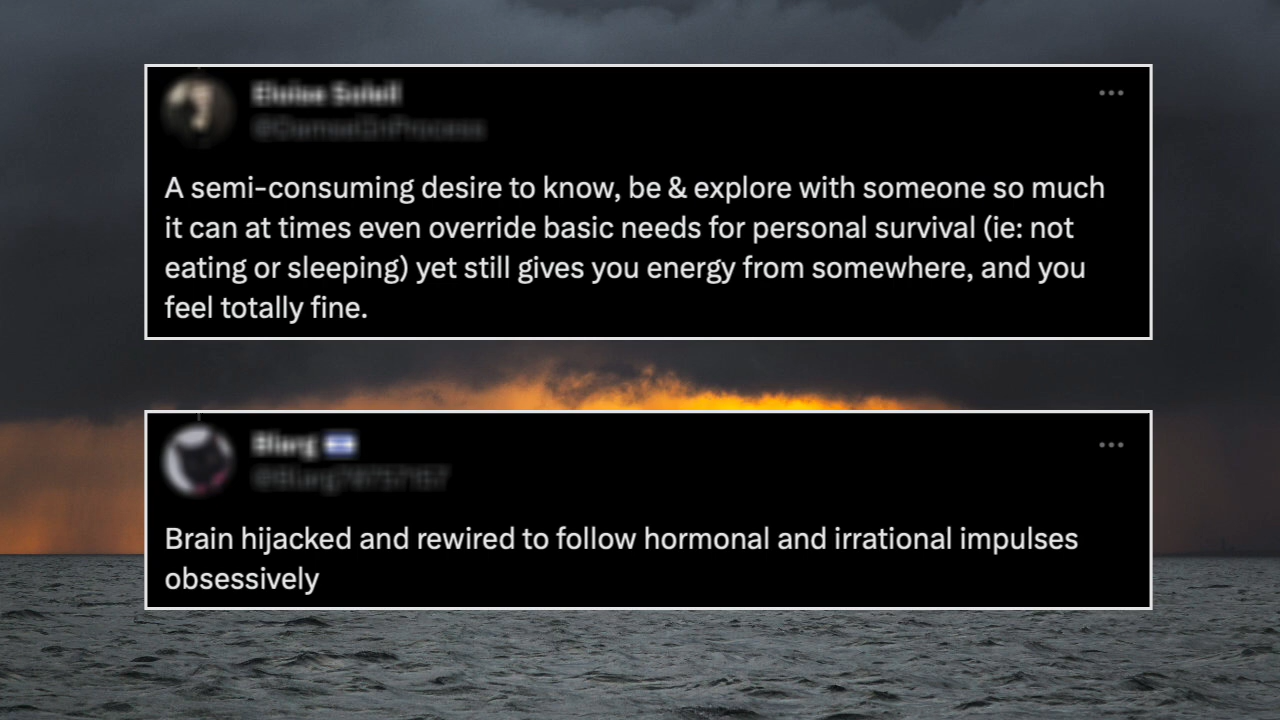 A semi-consuming desire to know, be & explore with someone so much
it can at times even override basic needs for personal survival (ie: not
eating or sleeping) yet still gives you energy from somewhere, and you
feel totally fine.
Brain hijacked and rewired to follow hormonal and irrational impulses
obsessively